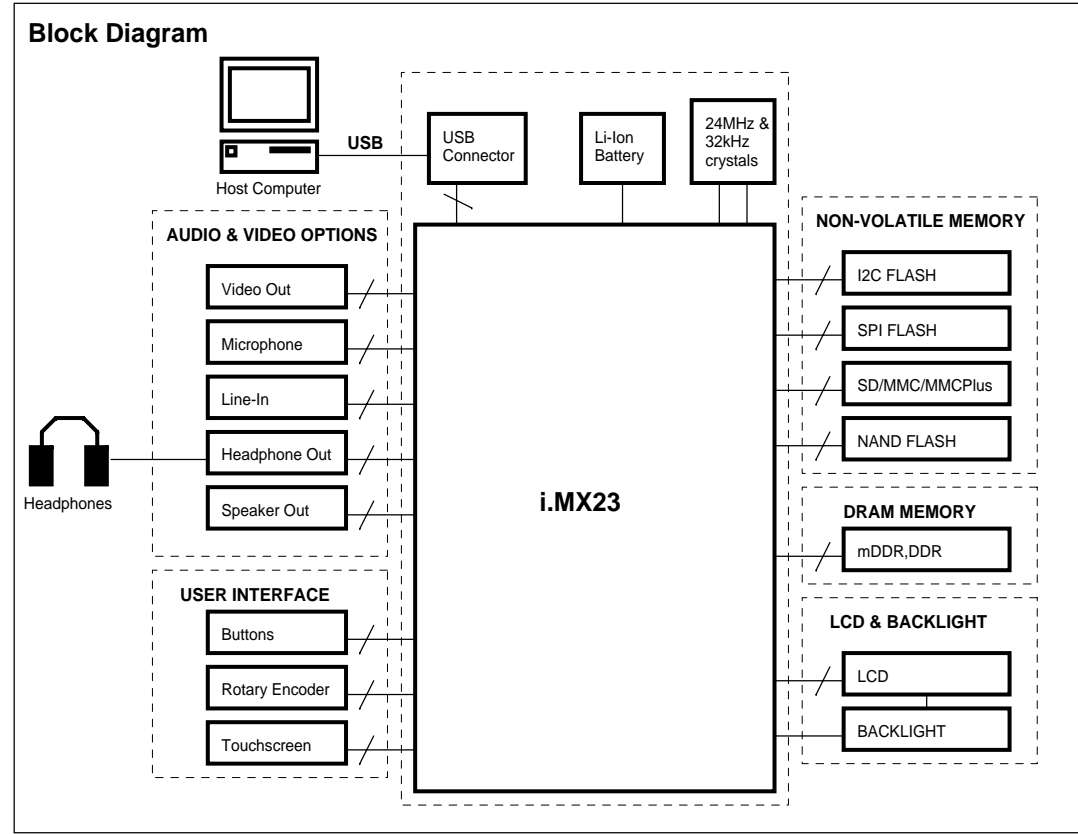 Block Diagram
USB
Host Computer
USB
Connector
Li-Ion
Battery
24MHz &
32kHz
crystals
AUDIO & VIDEO OPTIONS
Video Out
Microphone
Line-In
Headphone Out
Speaker Out
Headphones
USER INTERFACE
Buttons
Rotary Encoder
Touchscreen
i.MX23
NON-VOLATILE MEMORY
I2C FLASH
SPI FLASH
SD/MMC/MMCPlus
NAND FLASH
DRAM MEMORY
mDDR,DDR
LCD & BACKLIGHT
LCD
BACKLIGHT